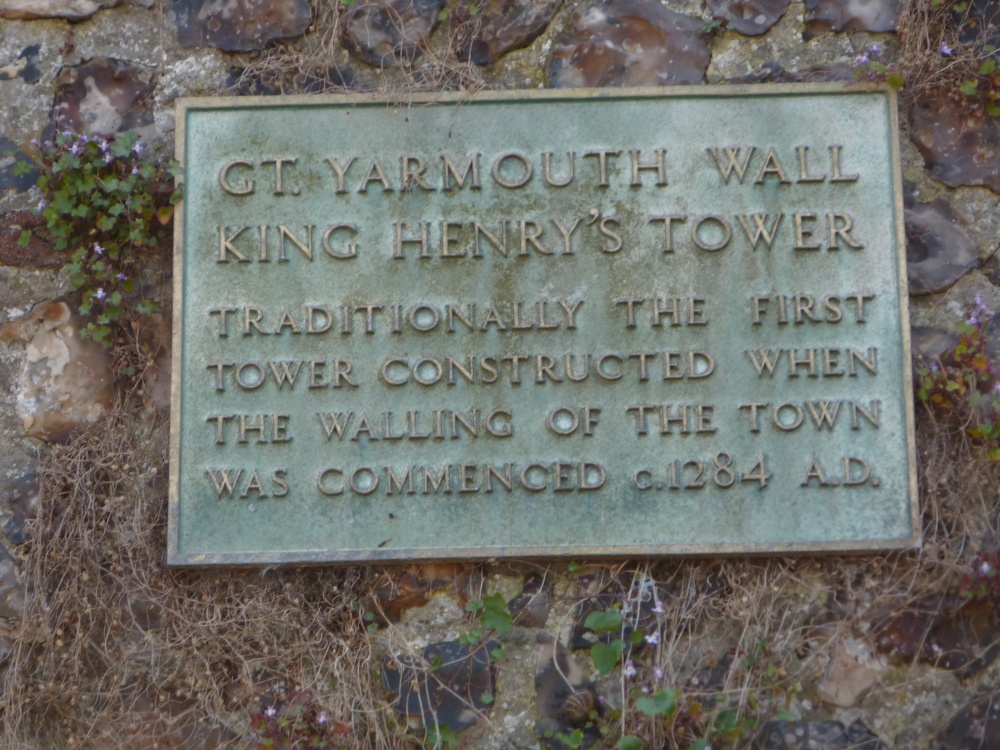 GT. YARMOUTH WALL
KING HENRY'S TOWER
TRADITIONALLY THE FIRST
TOWER CONSTRUCTED WHEN
THE WALLING OF THE TOWN
WAS COMMENCED c.1284 A.D.